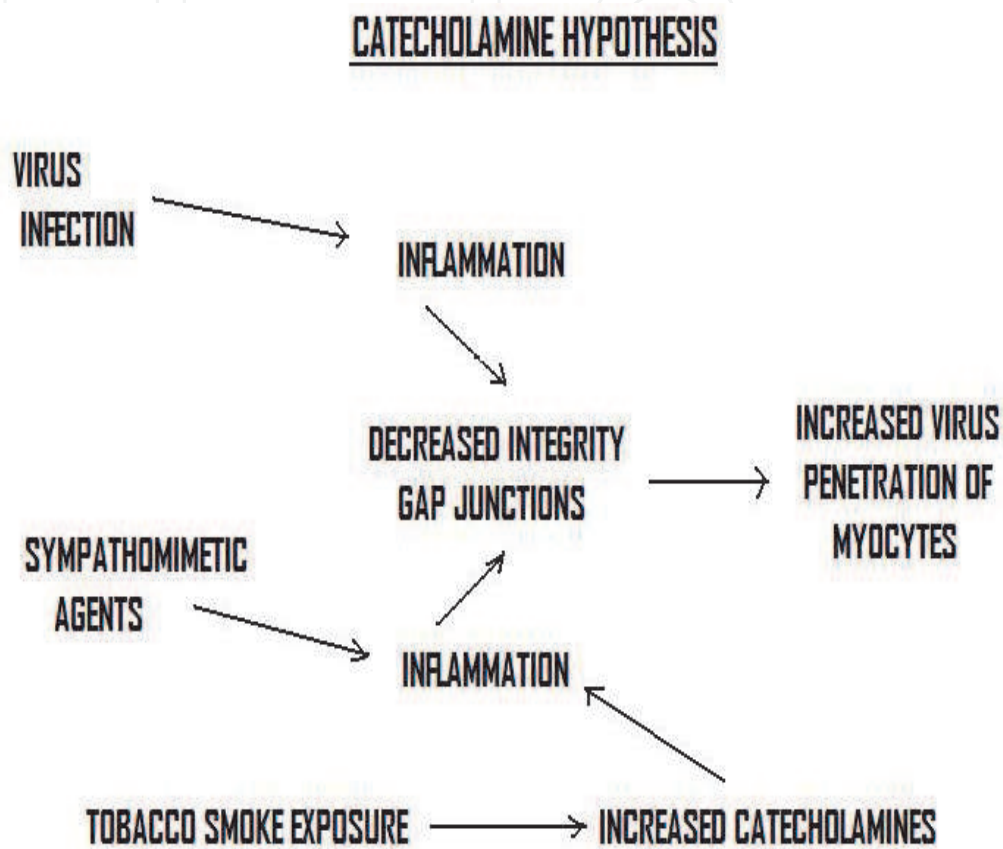 CATECHOLAMINE HYPOTHESIS
VIRUS
INFECTION
INFLAMMATION
DECREASED INTEGRITY
GAP JUNCTIONS
INCREASED VIRUS
PENETRATION OF
MYOCYTES
SYMPATHOMIMETIC
AGENTS
INFLAMMATION
TOBACCO SMOKE EXPOSURE
INCREASED CATECHOLAMINES